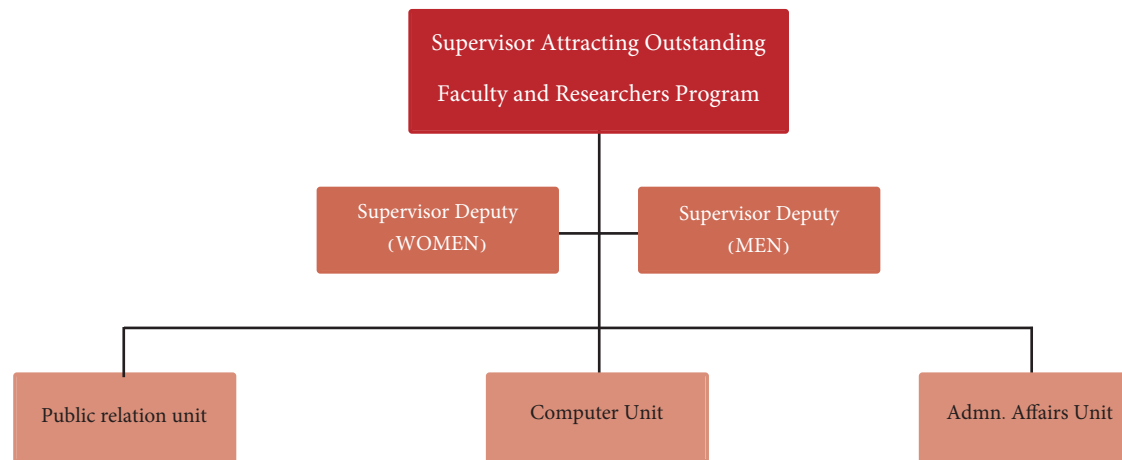 Supervisor Attracting Outstanding
Faculty and Researchers Program
Supervisor Deputy
(WOMEN)
Supervisor Deputy
(MEN)
Public relation unit
Computer Unit
Admn. Affairs Unit